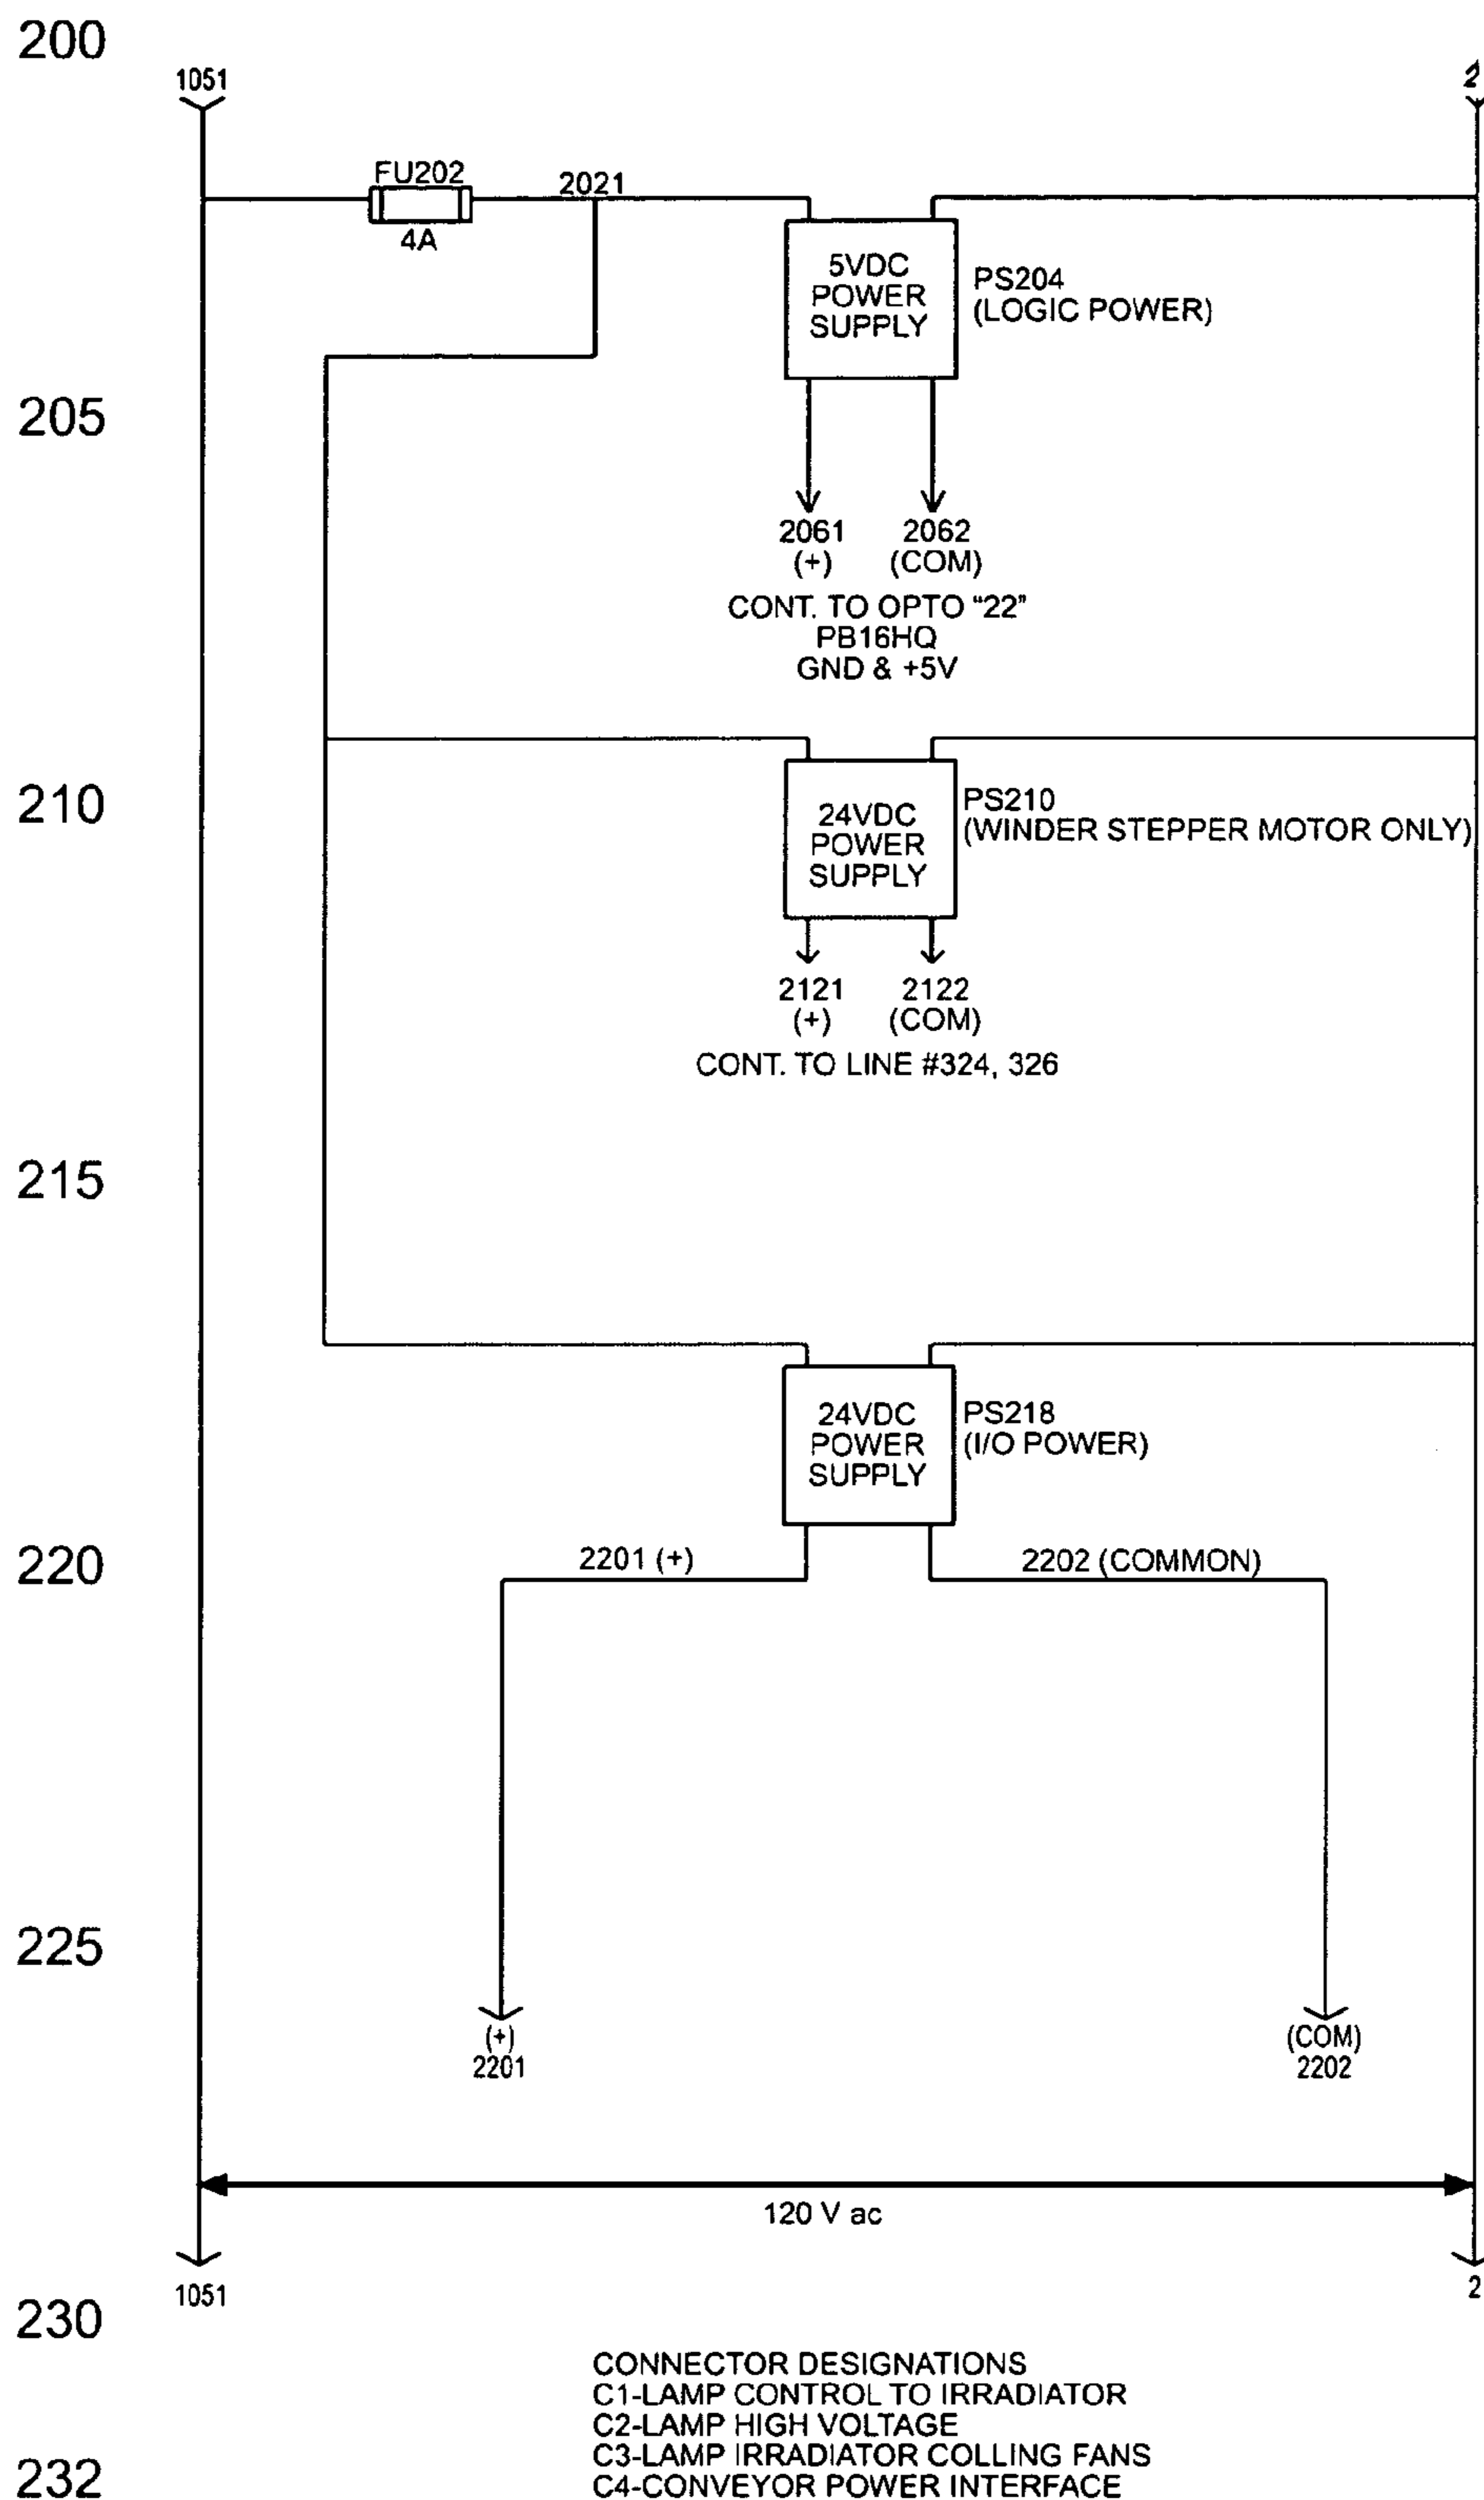 200
1051
2
FU202
2021
4A
5VDC
POWER
SUPPLY
PS204
(LOGIC POWER)
205
2061
2062
(+)
(COM)
CONT. TO OPTO "22"
PB16HQ
GND & +5V
210
24VDC
POWER
SUPPLY
PS210
(WINDER STEPPER MOTOR ONLY)
2121
2122
(+)
(COM)
CONT. TO LINE #324, 326
215
24VDC
POWER
SUPPLY
PS218
(I/O POWER)
220
2201 (+)
2202 (COMMON)
225
(+)
2201
(COM)
2202
120 V ac
1051
2
230
CONNECTOR DESIGNATIONS
C1-LAMP CONTROL TO IRRADIATOR
C2-LAMP HIGH VOLTAGE
C3-LAMP IRRADIATOR COLLING FANS
C4-CONVEYOR POWER INTERFACE
232